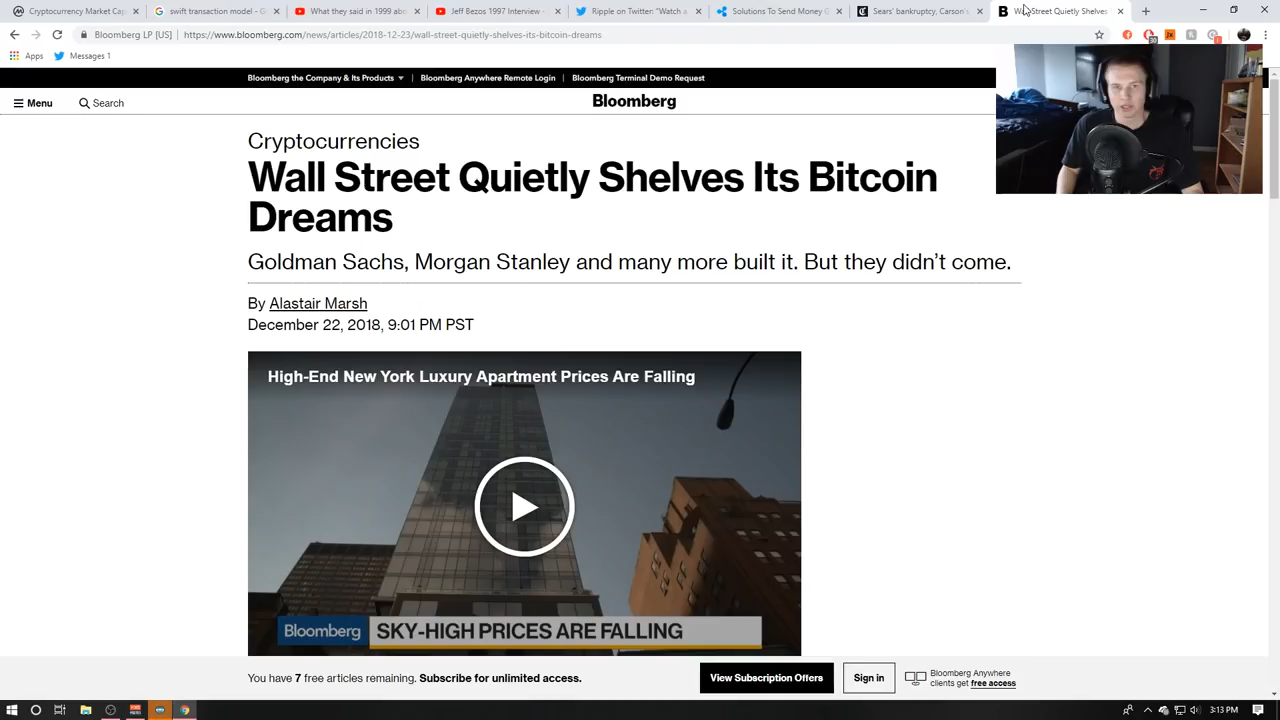 Cryptocurrency Market Cap
swift transaction model - G
What they said in 1999 abo
Jeff Bezos 1997 Interview -
Ripple on Twitter: "Watch a
Solutions To Send Money G
Sears' bankruptcy, Carson's
Wall Street Quietly Shelves
Bloomberg LP [US] | https://www.bloomberg.com/news/articles/2018-12-23/wall-street-quietly-shelves-its-bitcoin-dreams
Apps Messages 1
Bloomberg the Company & Its Products | Bloomberg Anywhere Remote Login | Bloomberg Terminal Demo Request
Menu Search Bloomberg
Cryptocurrencies
Wall Street Quietly Shelves Its Bitcoin
Dreams
Goldman Sachs, Morgan Stanley and many more built it. But they didn't come.
By Alastair Marsh
December 22, 2018, 9:01 PM PST
High-End New York Luxury Apartment Prices Are Falling
Bloomberg SKY-HIGH PRICES ARE FALLING
You have 7 free articles remaining. Subscribe for unlimited access.
View Subscription Offers
Sign in
Bloomberg Anywhere
clients get free access
3:13 PM